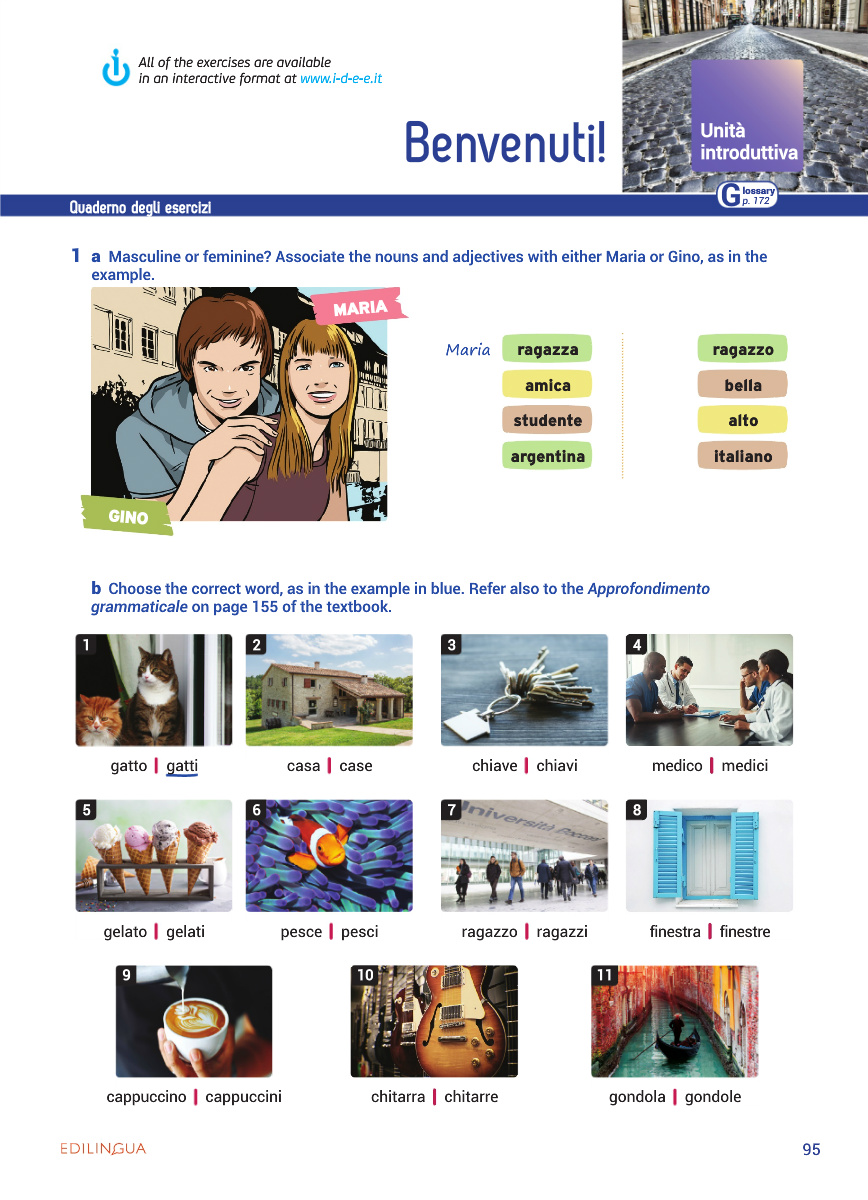 All of the exercises are available
in an interactive format at www.i-d-e-e.it
Benvenuti!
Unità
introduttiva
Glossary
p. 172
Quaderno degli esercizi
1 a Masculine or feminine? Associate the nouns and adjectives with either Maria or Gino, as in the
example.
MARIA
GINO
Maria ragazza ragazzo
amica bella
studente alto
argentina italiano
b Choose the correct word, as in the example in blue. Refer also to the Approfondimento
grammaticale on page 155 of the textbook.
1 2 3 4
gatto | gatti casa | case chiave | chiavi medico | medici
5 6 7 8
Università Bocconi
gelato | gelati pesce | pesci ragazzo | ragazzi finestra | finestre
9 10 11
cappuccino | cappuccini chitarra | chitarre gondola | gondole
EDILINGUA 95